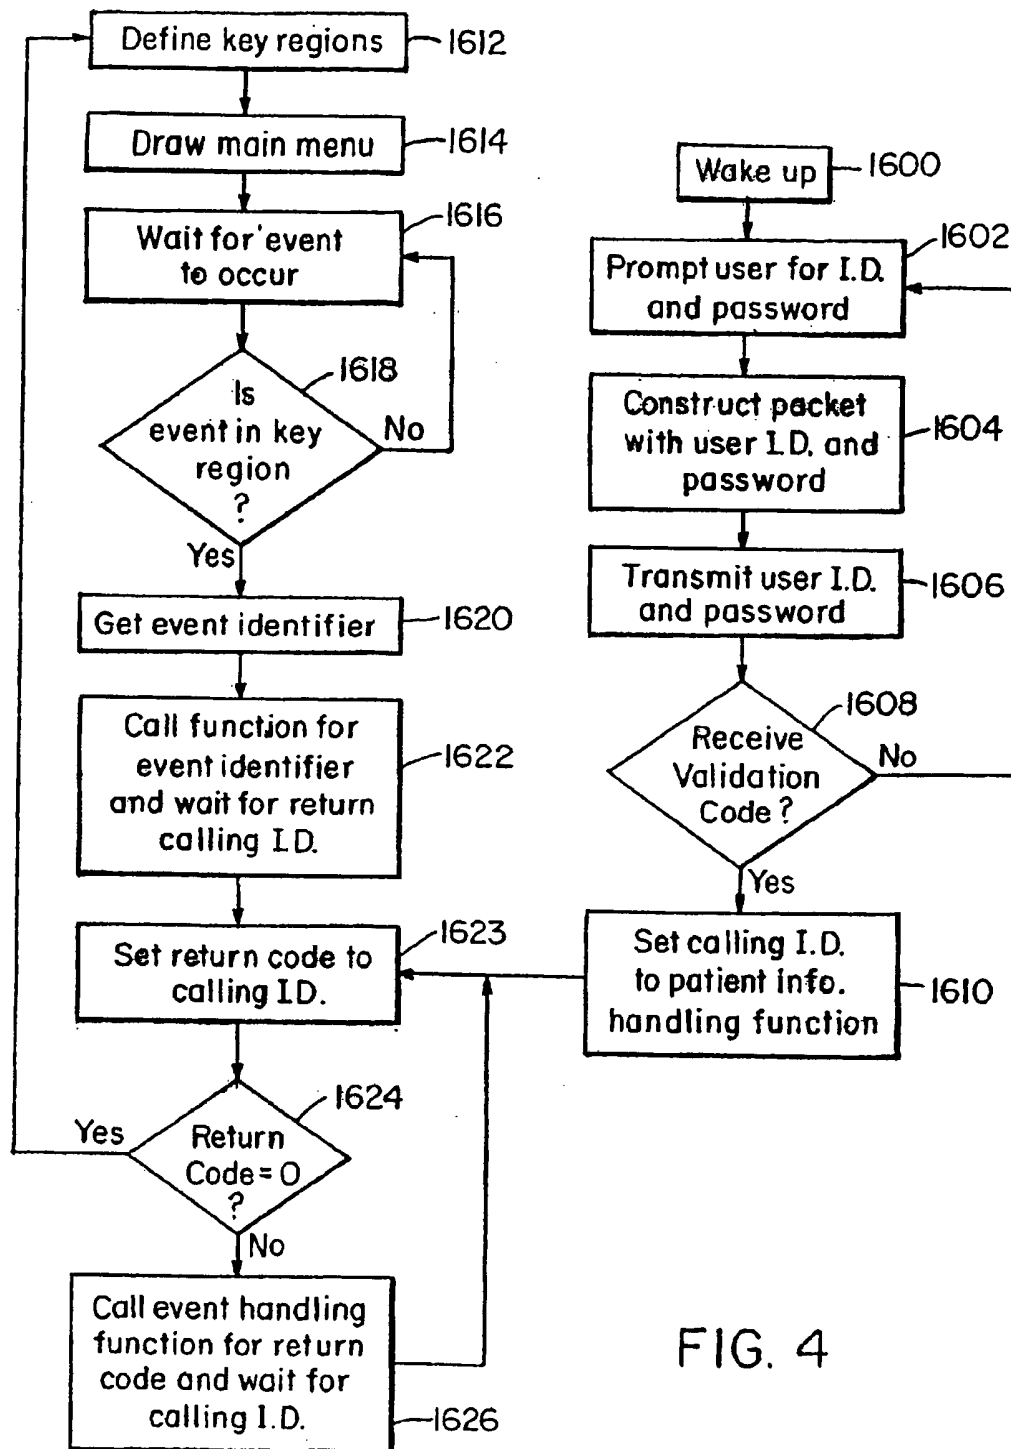 Define key regions
1612
Draw main menu
1614
Wait for event
to occur
1616
Is
event in key
region
?
1618
No
Yes
Get event identifier
1620
Call function for
event identifier
and wait for return
calling I.D.
1622
Set return code to
calling I.D.
1623
Return
Code = 0
?
1624
Yes
No
Call event handling
function for return
code and wait for
calling I.D.
1626
Wake up
1600
Prompt user for I.D.
and password
1602
Construct packet
with user I.D. and
password
1604
Transmit user I.D.
and password
1606
Receive
Validation
Code?
1608
No
Yes
Set calling I.D.
to patient info.
handling function
1610
FIG. 4